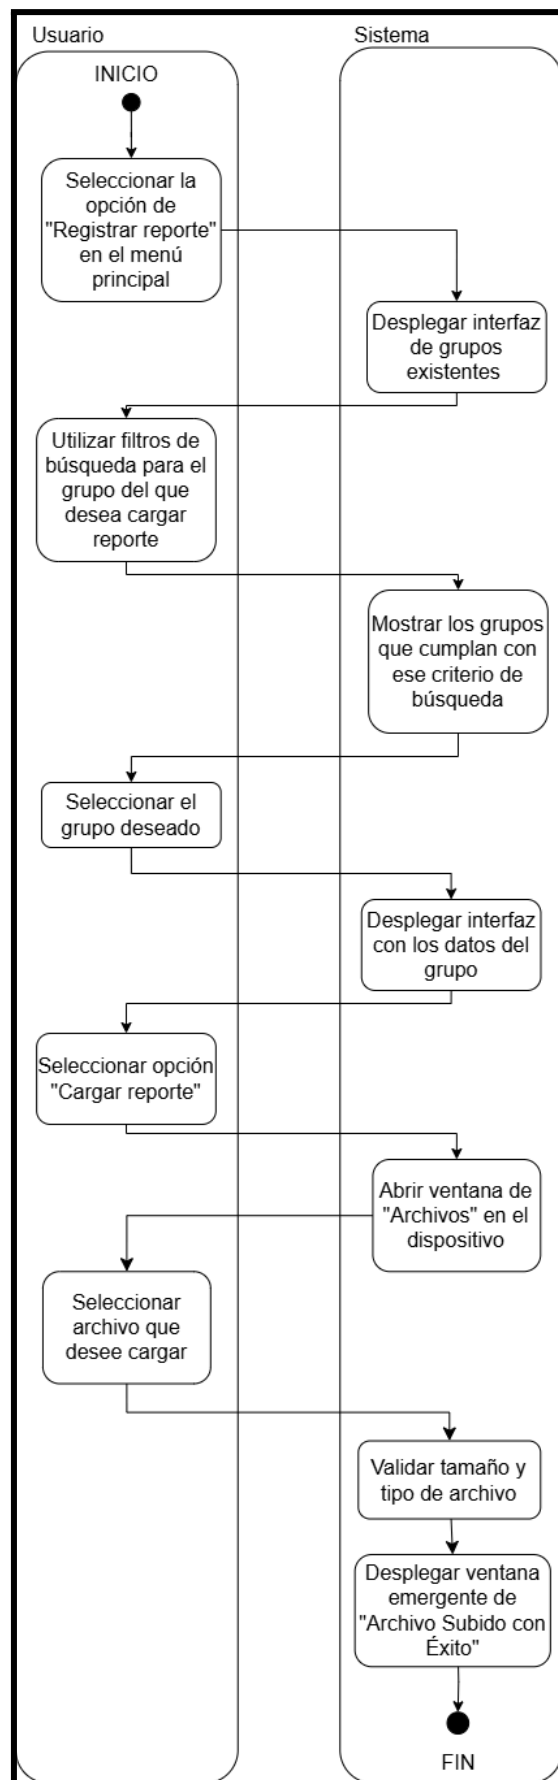 Usuario
Sistema
INICIO
Seleccionar la
opción de
"Registrar reporte"
en el menú
principal
Desplegar interfaz
de grupos
existentes
Utilizar filtros de
búsqueda para el
grupo del que
desea cargar
reporte
Mostrar los grupos
que cumplan con
ese criterio de
búsqueda
Seleccionar el
grupo deseado
Desplegar interfaz
con los datos del
grupo
Seleccionar opción
"Cargar reporte"
Abrir ventana de
"Archivos" en el
dispositivo
Seleccionar
archivo que
desee cargar
Validar tamaño y
tipo de archivo
Desplegar ventana
emergente de
"Archivo Subido con
Éxito"
FIN